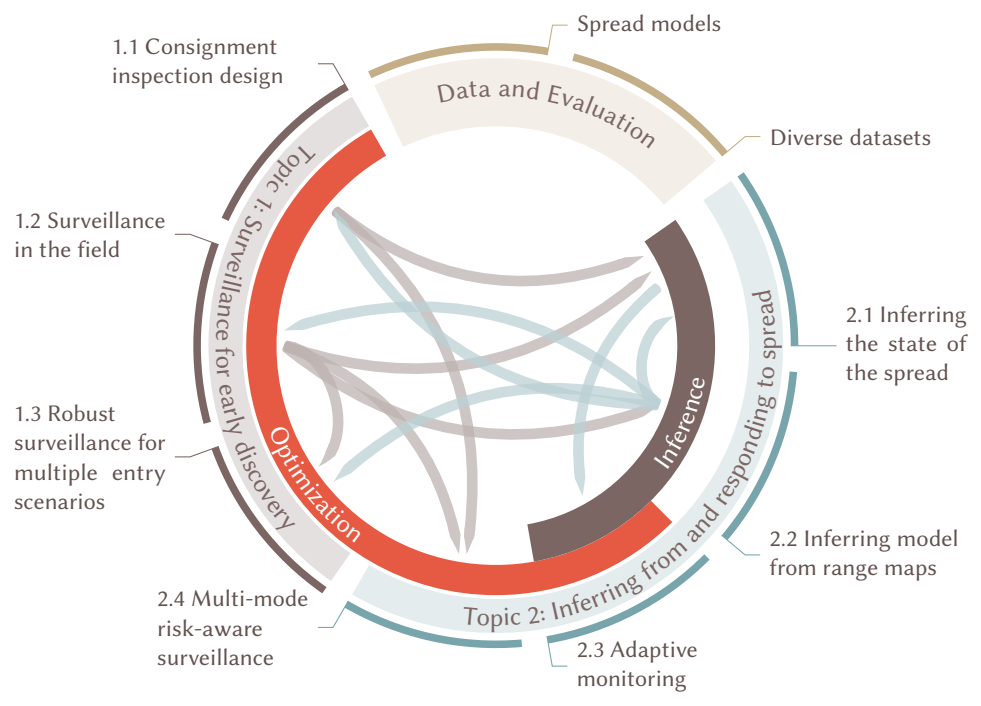 Spread models
1.1 Consignment
inspection design
Data and Evaluation
Diverse datasets
Topic 1: Surveillance for early discovery
1.2 Surveillance
in the field
2.1 Inferring
the state of
the spread
1.3 Robust
surveillance for
multiple entry
scenarios
Optimization
Inference
Topic 2: Inferring from and responding to spread
2.2 Inferring model
from range maps
2.4 Multi-mode
risk-aware
surveillance
2.3 Adaptive
monitoring